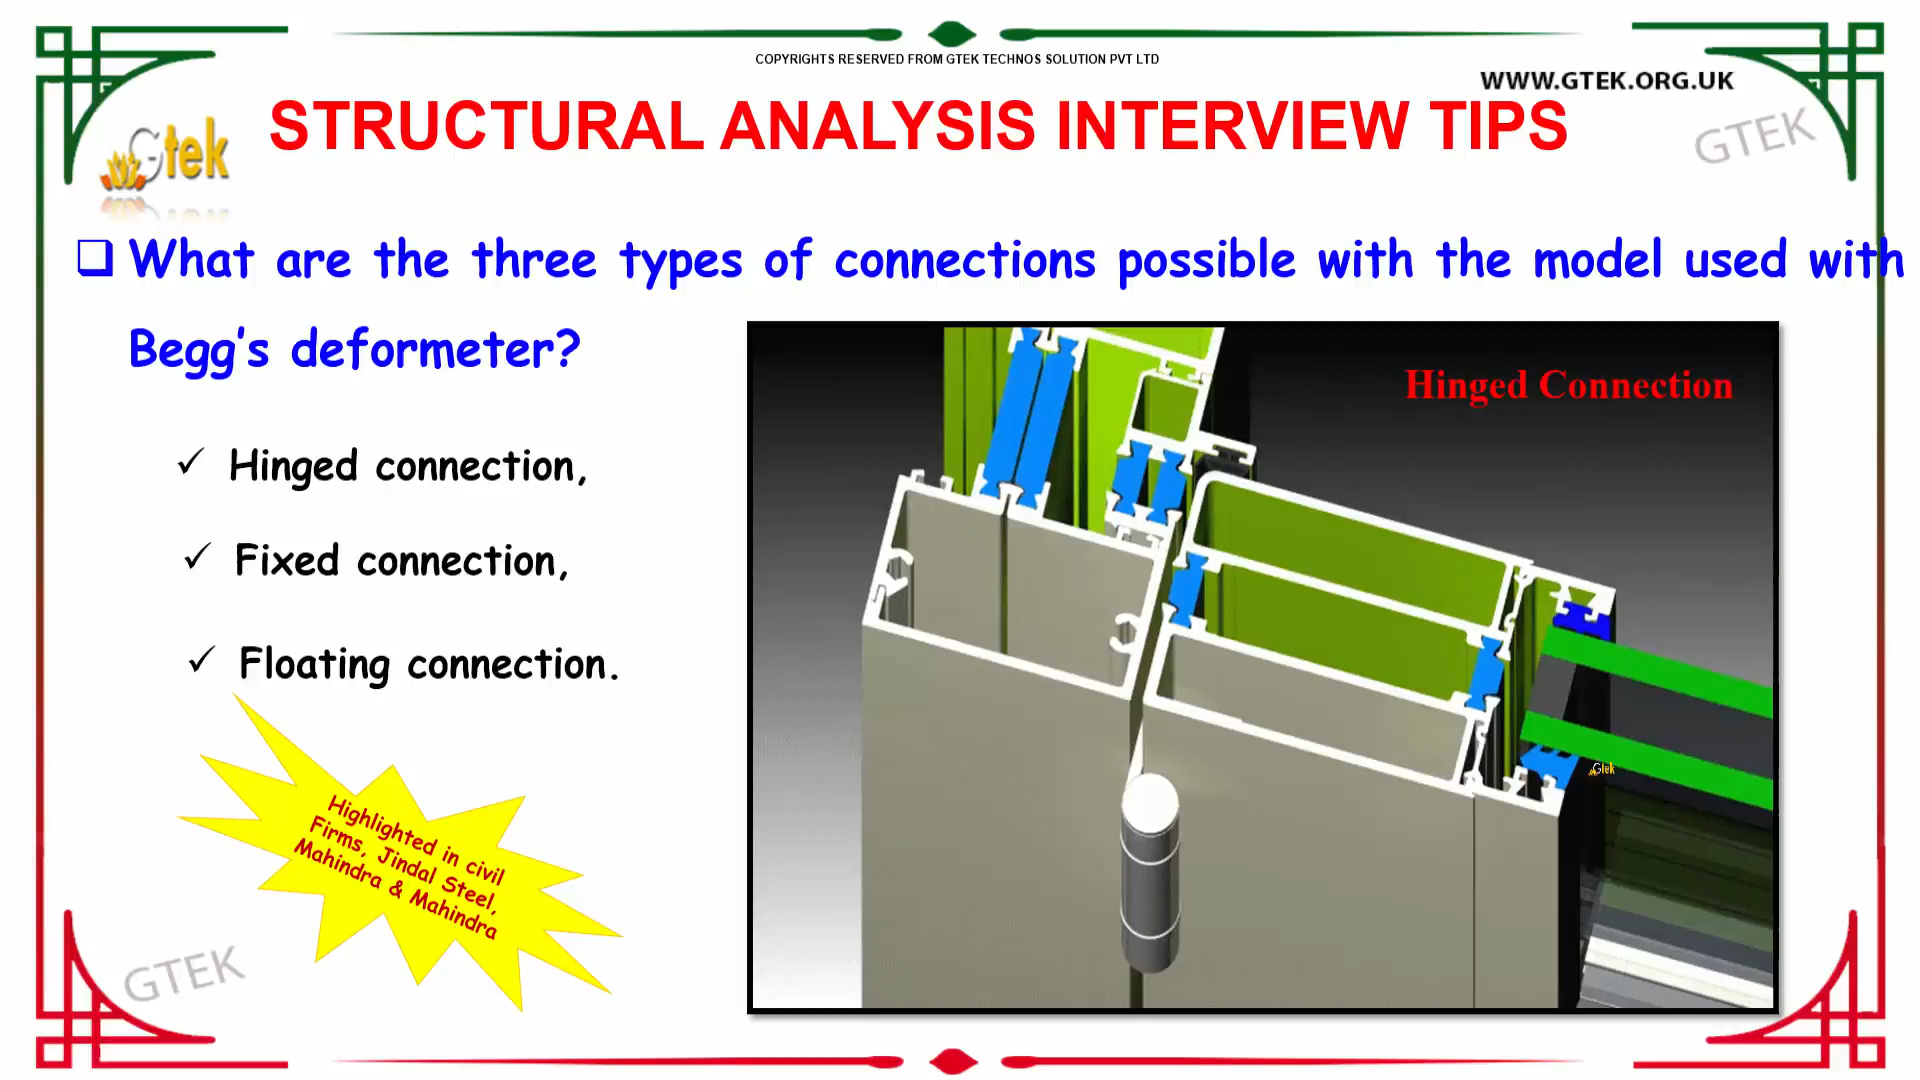 COPYRIGHTS RESERVED FROM GTEK TECHNOS SOLUTION PVT LTD
WWW.GTEK.ORG.UK
Gtek
STRUCTURAL ANALYSIS INTERVIEW TIPS
GTEK
What are the three types of connections possible with the model used with
Begg's deformeter?
Hinged Connection
Hinged connection,
Fixed connection,
Floating connection.
Gtek
Highlighted in civil
Firms, Jindal Steel,
Mahindra & Mahindra
GTEK